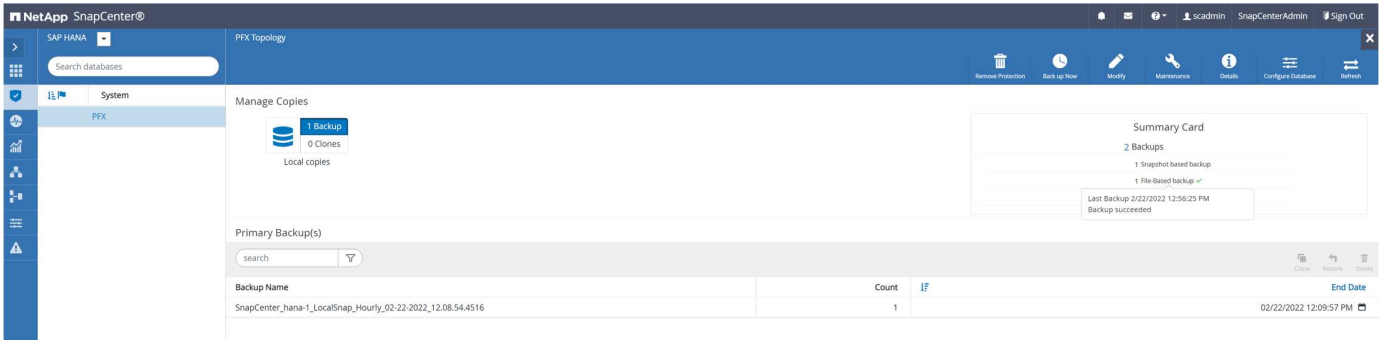 NetApp SnapCenter®
scadmin SnapCenterAdmin Sign Out
SAP HANA
PFX Topology
Search databases
Remove Protection Back up Now Modify Maintenance Details Configure Database Refresh
System
PFX
Manage Copies
1 Backup
0 Clones
Local copies
Summary Card
2 Backups
1 Snapshot based backup
1 File-Based backup ✓
Last Backup 2/22/2022 12:56:25 PM
Backup succeeded
Primary Backup(s)
search
Clone Restore Delete
Backup Name Count End Date
SnapCenter_hana-1_LocalSnap_Hourly_02-22-2022_12.08.54.4516 1 02/22/2022 12:09:57 PM